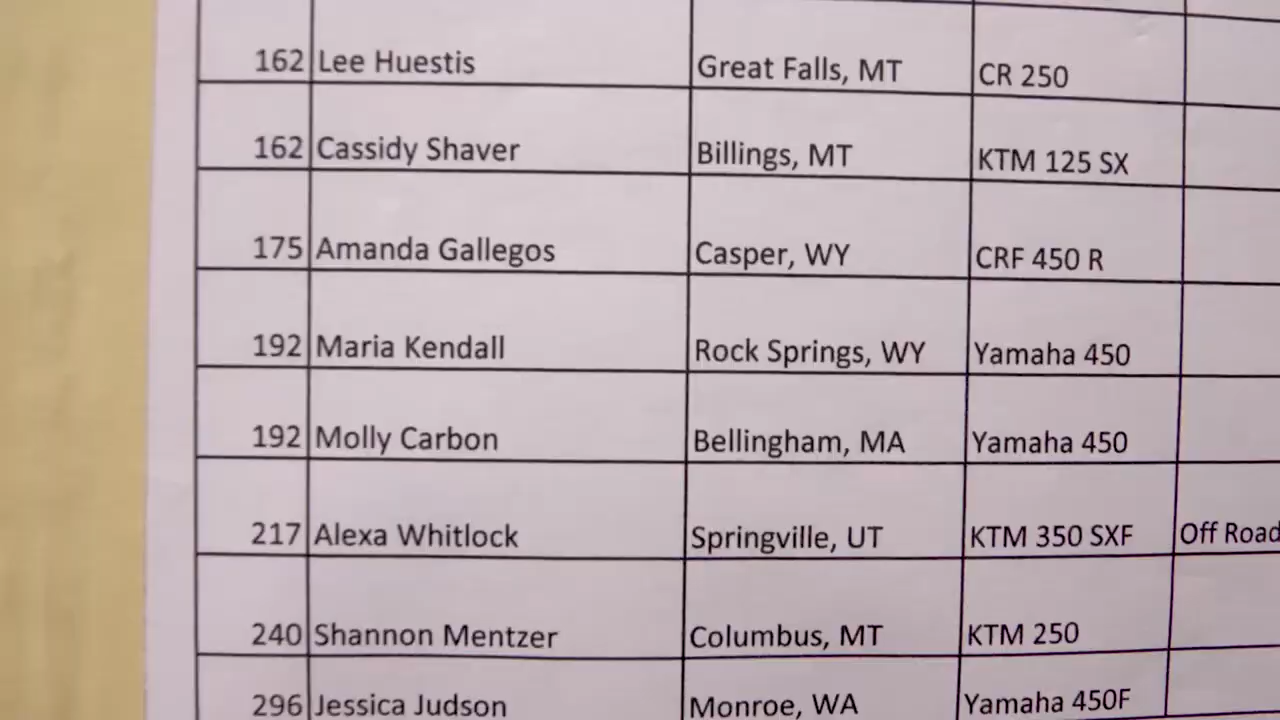 162 Lee Huestis Great Falls, MT CR 250
162 Cassidy Shaver Billings, MT KTM 125 SX
175 Amanda Gallegos Casper, WY CRF 450 R
192 Maria Kendall Rock Springs, WY Yamaha 450
192 Molly Carbon Bellingham, MA Yamaha 450
217 Alexa Whitlock Springville, UT KTM 350 SXF Off Road
240 Shannon Mentzer Columbus, MT KTM 250
296 Jessica Judson Monroe, WA Yamaha 450F